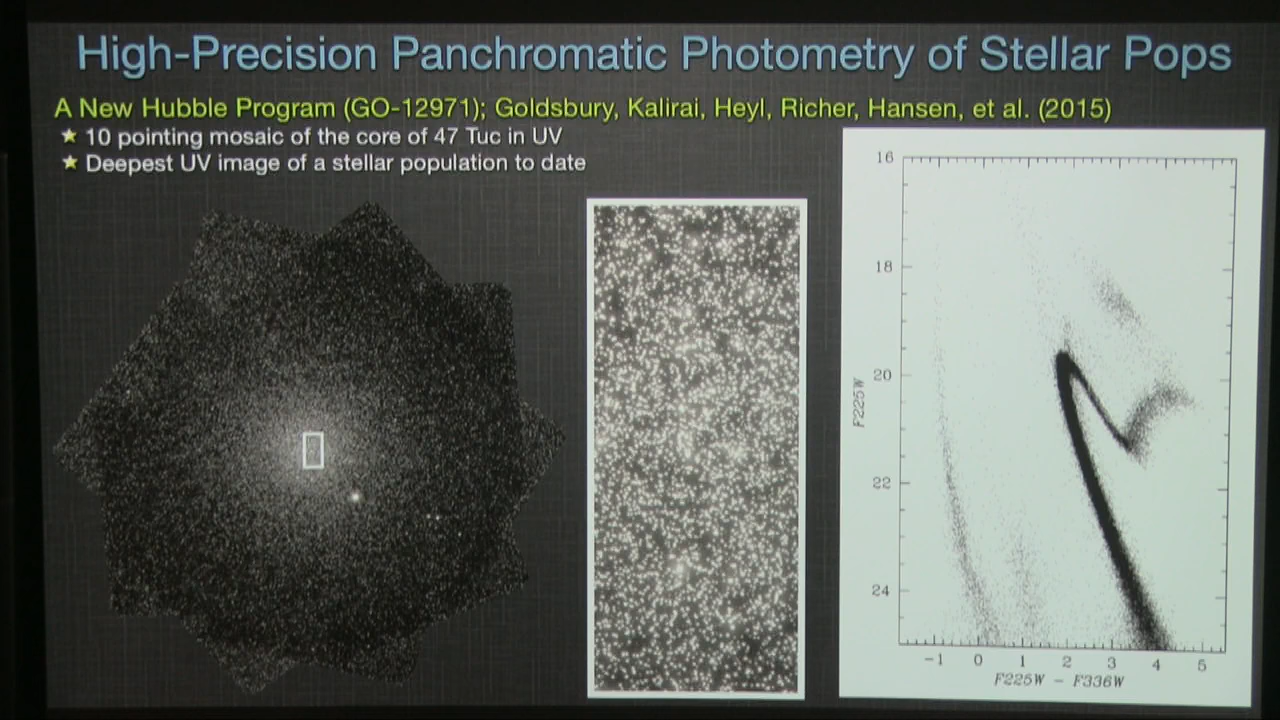 High-Precision Panchromatic Photometry of Stellar Pops
A New Hubble Program (GO-12971); Goldsbury, Kalirai, Heyl, Richer, Hansen, et al. (2015)
★ 10 pointing mosaic of the core of 47 Tuc in UV
★ Deepest UV image of a stellar population to date
16
18
20
22
24
F225W
-1 0 1 2 3 4 5
F225W - F336W